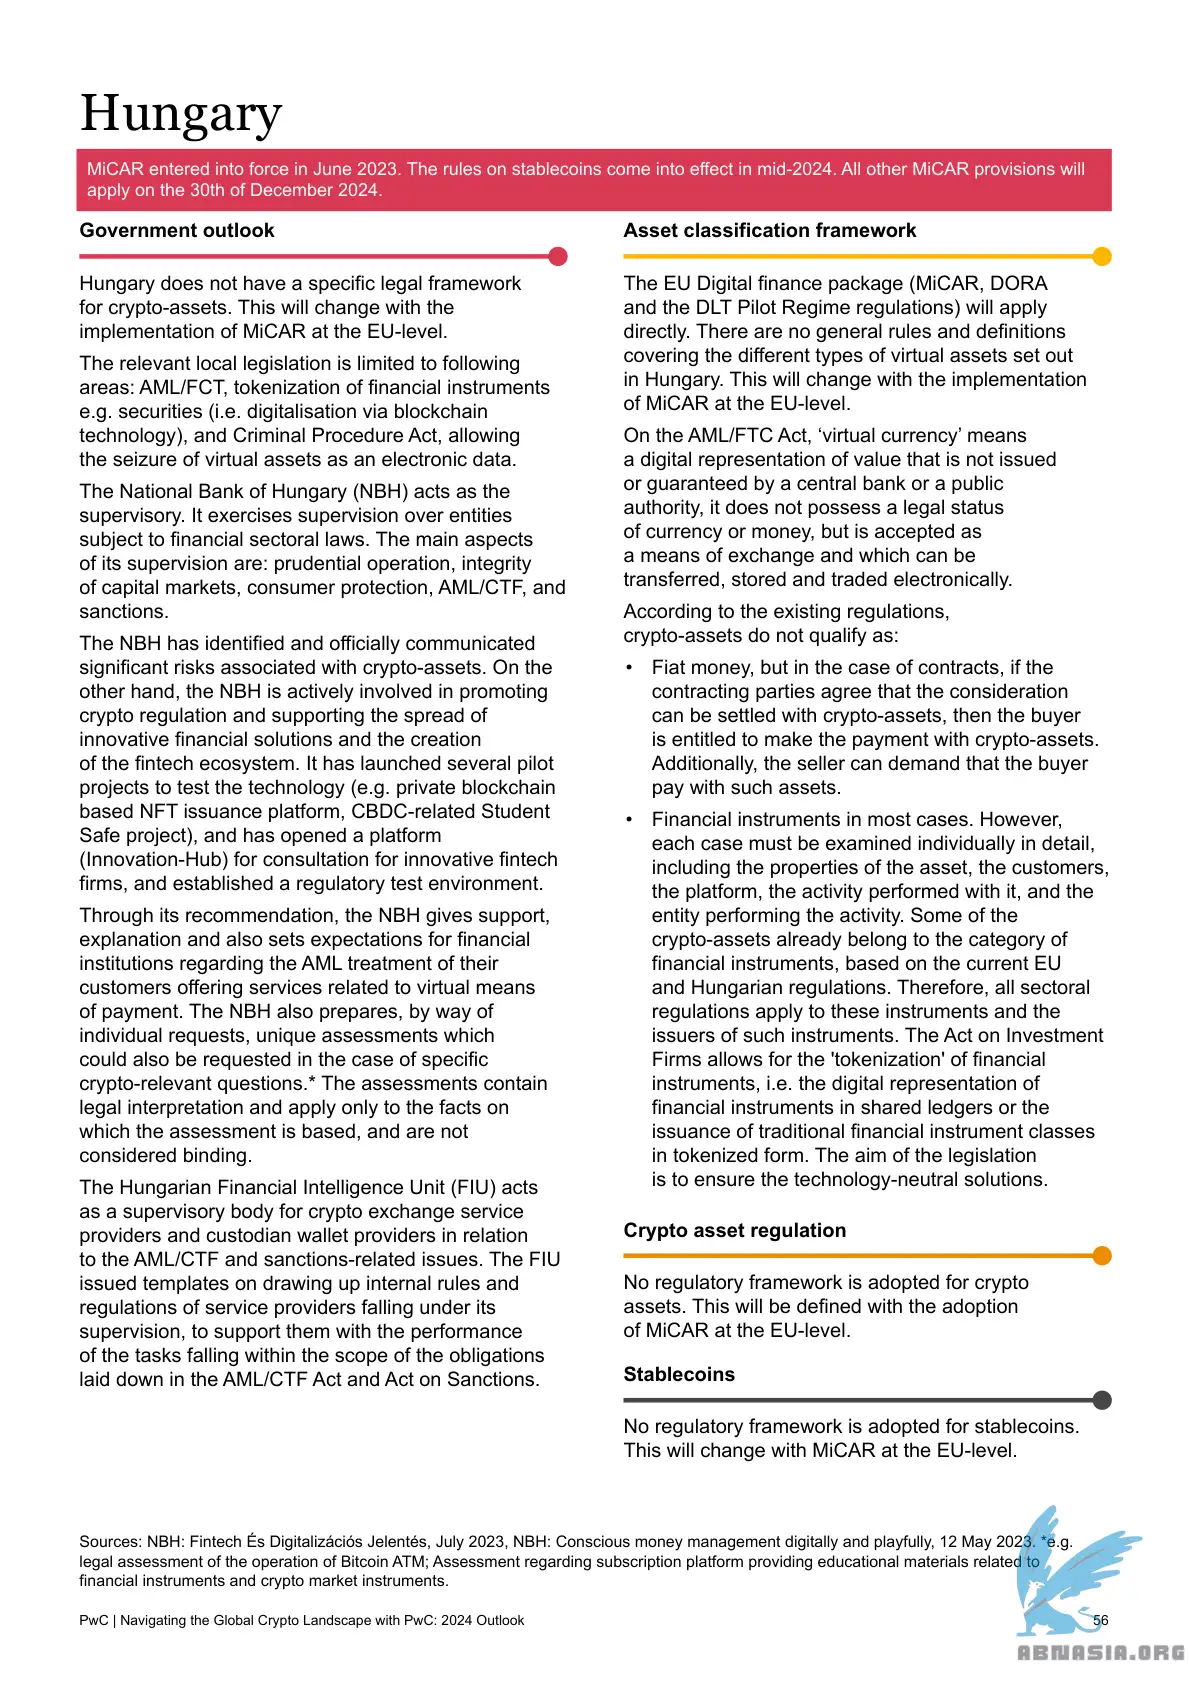 Hungary
MiCAR entered into force in June 2023. The rules on stablecoins come into effect in mid-2024. All other MiCAR provisions will
apply on the 30th of December 2024.
Government outlook
Hungary does not have a specific legal framework
for crypto-assets. This will change with the
implementation of MiCAR at the EU-level.
The relevant local legislation is limited to following
areas: AML/FCT, tokenization of financial instruments
e.g. securities (i.e. digitalisation via blockchain
technology), and Criminal Procedure Act, allowing
the seizure of virtual assets as an electronic data.
The National Bank of Hungary (NBH) acts as the
supervisory. It exercises supervision over entities
subject to financial sectoral laws. The main aspects
of its supervision are: prudential operation, integrity
of capital markets, consumer protection, AML/CTF, and
sanctions.
The NBH has identified and officially communicated
significant risks associated with crypto-assets. On the
other hand, the NBH is actively involved in promoting
crypto regulation and supporting the spread of
innovative financial solutions and the creation
of the fintech ecosystem. It has launched several pilot
projects to test the technology (e.g. private blockchain
based NFT issuance platform, CBDC-related Student
Safe project), and has opened a platform
(Innovation-Hub) for consultation for innovative fintech
firms, and established a regulatory test environment.
Through its recommendation, the NBH gives support,
explanation and also sets expectations for financial
institutions regarding the AML treatment of their
customers offering services related to virtual means
of payment. The NBH also prepares, by way of
individual requests, unique assessments which
could also be requested in the case of specific
crypto-relevant questions.* The assessments contain
legal interpretation and apply only to the facts on
which the assessment is based, and are not
considered binding.
The Hungarian Financial Intelligence Unit (FIU) acts
as a supervisory body for crypto exchange service
providers and custodian wallet providers in relation
to the AML/CTF and sanctions-related issues. The FIU
issued templates on drawing up internal rules and
regulations of service providers falling under its
supervision, to support them with the performance
of the tasks falling within the scope of the obligations
laid down in the AML/CTF Act and Act on Sanctions.
Asset classification framework
The EU Digital finance package (MiCAR, DORA
and the DLT Pilot Regime regulations) will apply
directly. There are no general rules and definitions
covering the different types of virtual assets set out
in Hungary. This will change with the implementation
of MiCAR at the EU-level.
On the AML/FTC Act, ‘virtual currency’ means
a digital representation of value that is not issued
or guaranteed by a central bank or a public
authority, it does not possess a legal status
of currency or money, but is accepted as
a means of exchange and which can be
transferred, stored and traded electronically.
According to the existing regulations,
crypto-assets do not qualify as:
• Fiat money, but in the case of contracts, if the
contracting parties agree that the consideration
can be settled with crypto-assets, then the buyer
is entitled to make the payment with crypto-assets.
Additionally, the seller can demand that the buyer
pay with such assets.
• Financial instruments in most cases. However,
each case must be examined individually in detail,
including the properties of the asset, the customers,
the platform, the activity performed with it, and the
entity performing the activity. Some of the
crypto-assets already belong to the category of
financial instruments, based on the current EU
and Hungarian regulations. Therefore, all sectoral
regulations apply to these instruments and the
issuers of such instruments. The Act on Investment
Firms allows for the 'tokenization' of financial
instruments, i.e. the digital representation of
financial instruments in shared ledgers or the
issuance of traditional financial instrument classes
in tokenized form. The aim of the legislation
is to ensure the technology-neutral solutions.
Crypto asset regulation
No regulatory framework is adopted for crypto
assets. This will be defined with the adoption
of MiCAR at the EU-level.
Stablecoins
No regulatory framework is adopted for stablecoins.
This will change with MiCAR at the EU-level.
Sources: NBH: Fintech És Digitalizációs Jelentés, July 2023, NBH: Conscious money management digitally and playfully, 12 May 2023. *e.g.
legal assessment of the operation of Bitcoin ATM; Assessment regarding subscription platform providing educational materials related to
financial instruments and crypto market instruments.
PwC | Navigating the Global Crypto Landscape with PwC: 2024 Outlook
56
ABNASIA.ORG